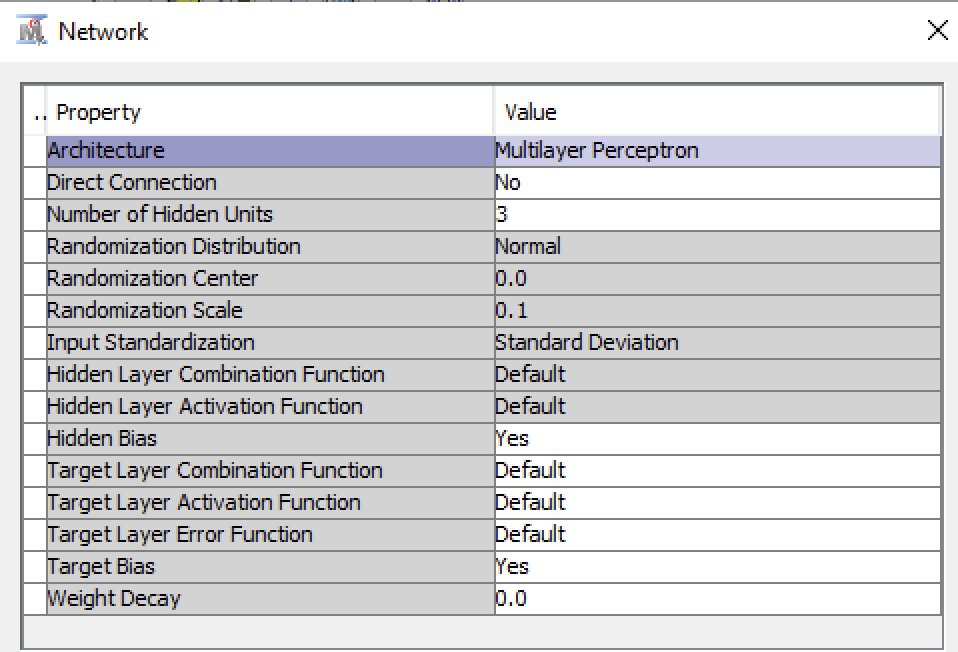 Network
.. Property Value
Architecture Multilayer Perceptron
Direct Connection No
Number of Hidden Units 3
Randomization Distribution Normal
Randomization Center 0.0
Randomization Scale 0.1
Input Standardization Standard Deviation
Hidden Layer Combination Function Default
Hidden Layer Activation Function Default
Hidden Bias Yes
Target Layer Combination Function Default
Target Layer Activation Function Default
Target Layer Error Function Default
Target Bias Yes
Weight Decay 0.0